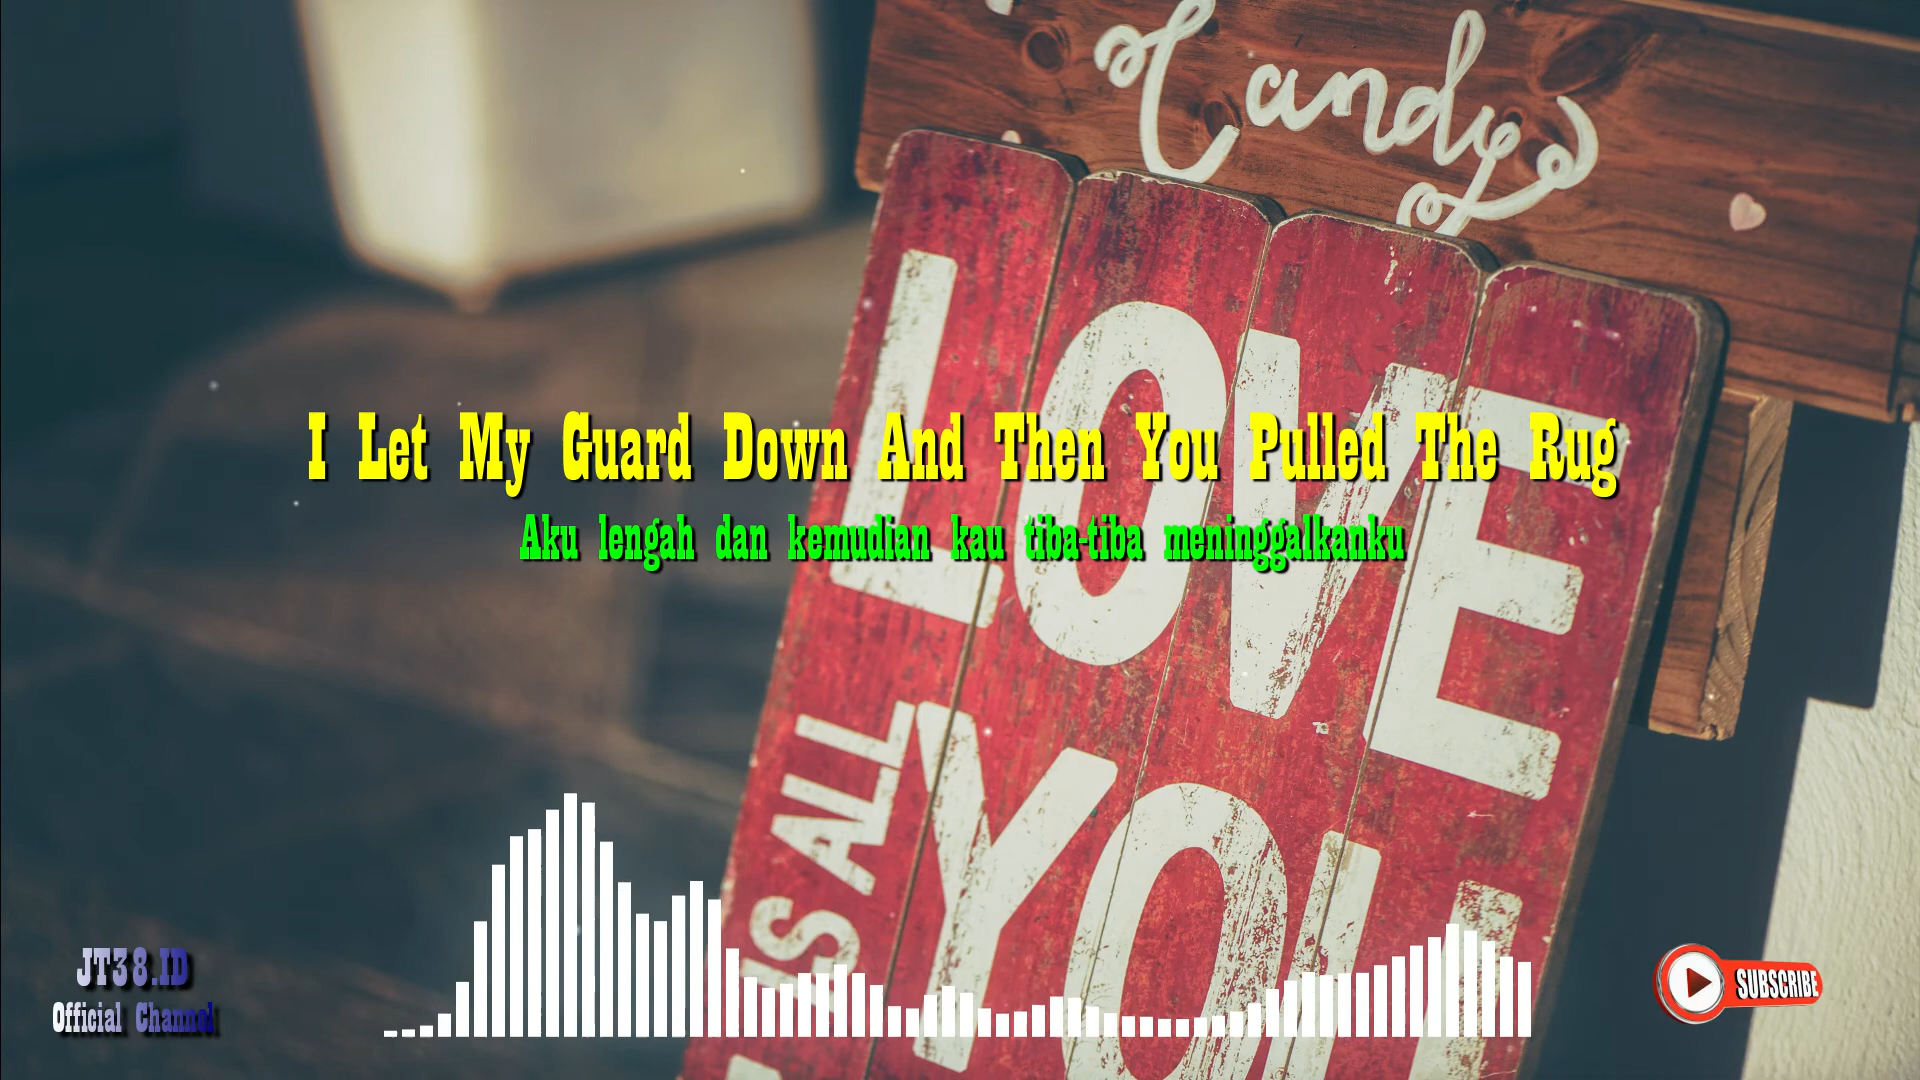 Candy
LOVE
I Let My Guard Down And Then You Pulled The Rug
Aku lengah dan kemudian kau tiba-tiba meninggalkanku
IS ALL
YOU
JT38.ID
Official Channel
SUBSCRIBE